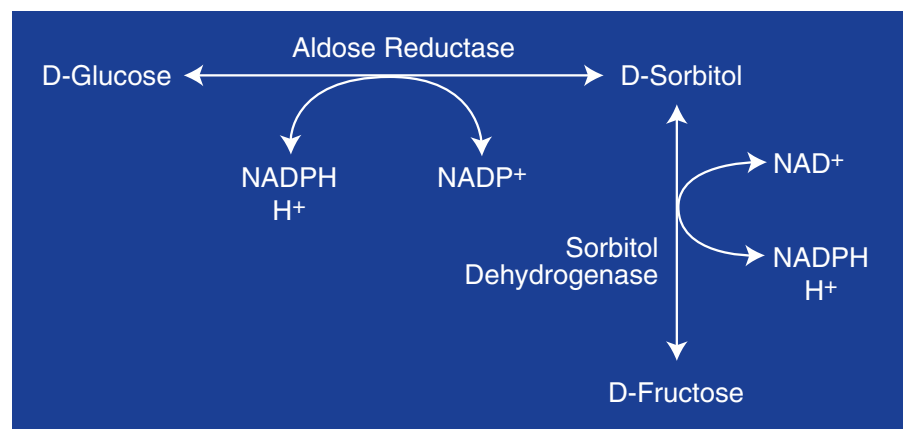 Aldose Reductase
D-Glucose
D-Sorbitol
NADPH
H+
NADP+
NAD+
Sorbitol
Dehydrogenase
NADPH
H+
D-Fructose